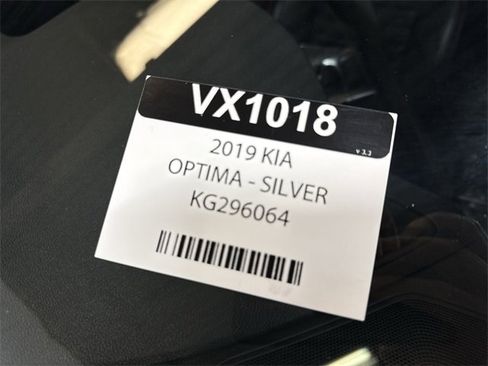 VX1018
v 3.3
2019 KIA
OPTIMA - SILVER
KG296064